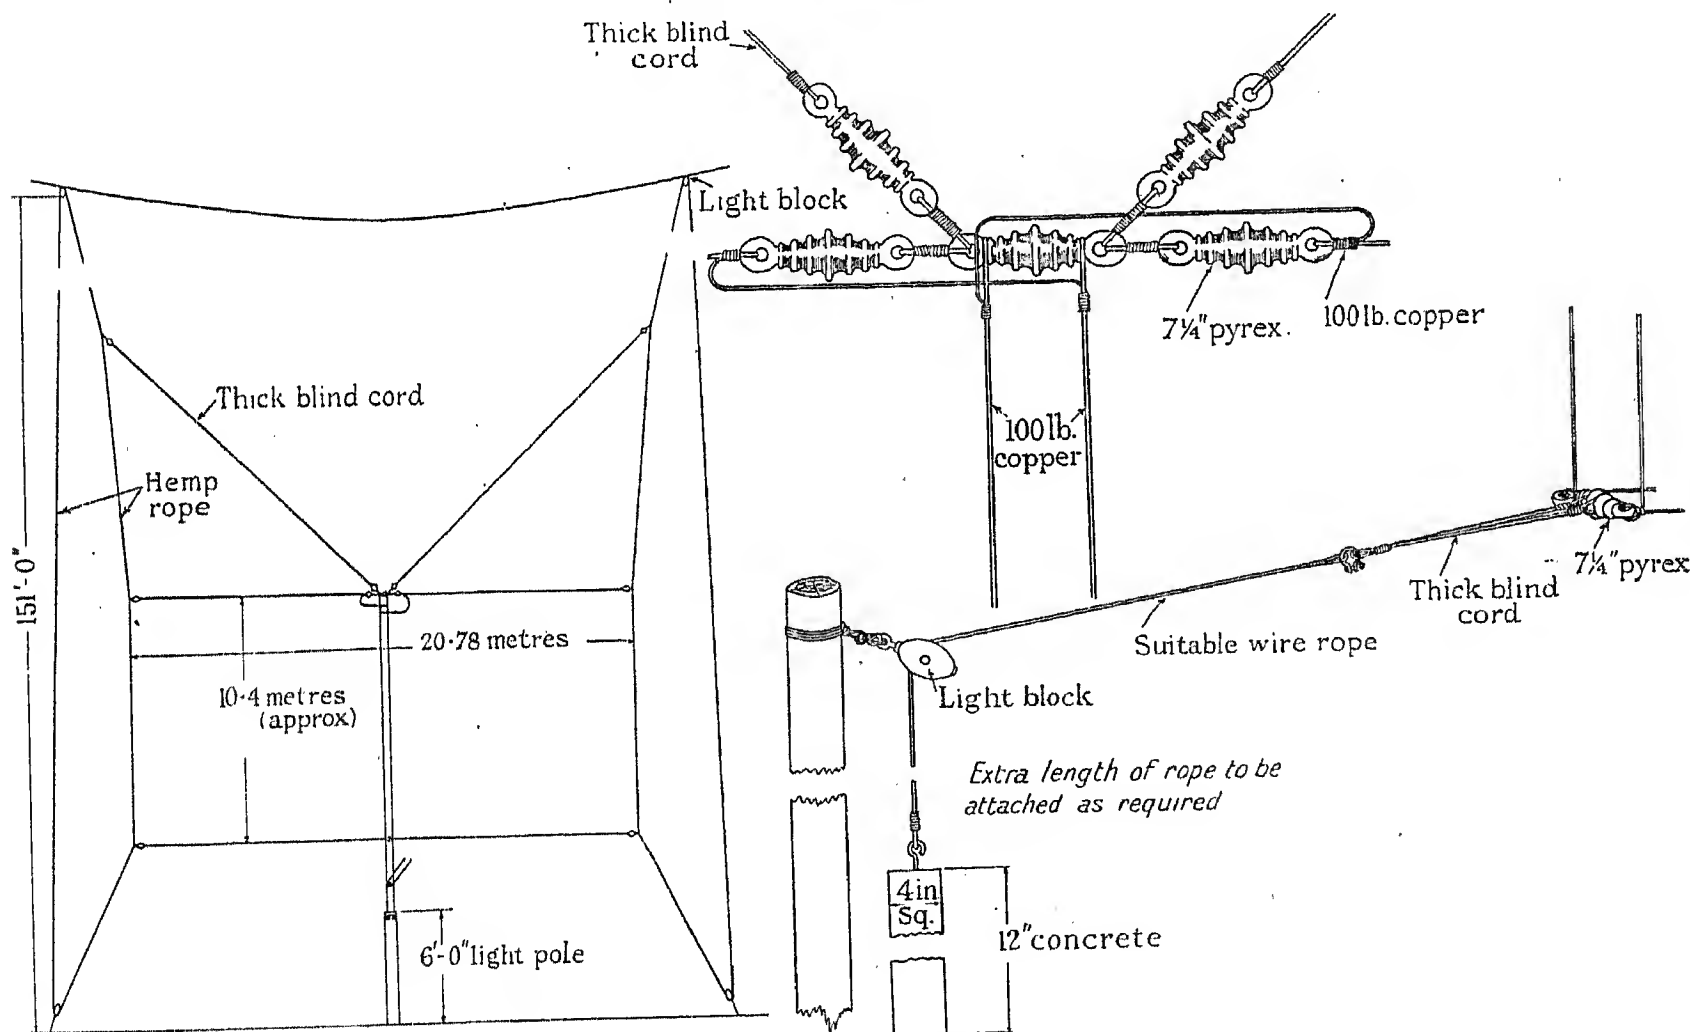 Thick blind
cord
Light block
7¼" pyrex.
100 lb. copper
Thick blind cord
100 lb.
copper
Hemp
rope
151'-0"
20·78 metres
10·4 metres
(approx)
7¼" pyrex
Thick blind
cord
Suitable wire rope
Light block
Extra length of rope to be
attached as required
4 in
Sq.
12" concrete
6'-0" light pole